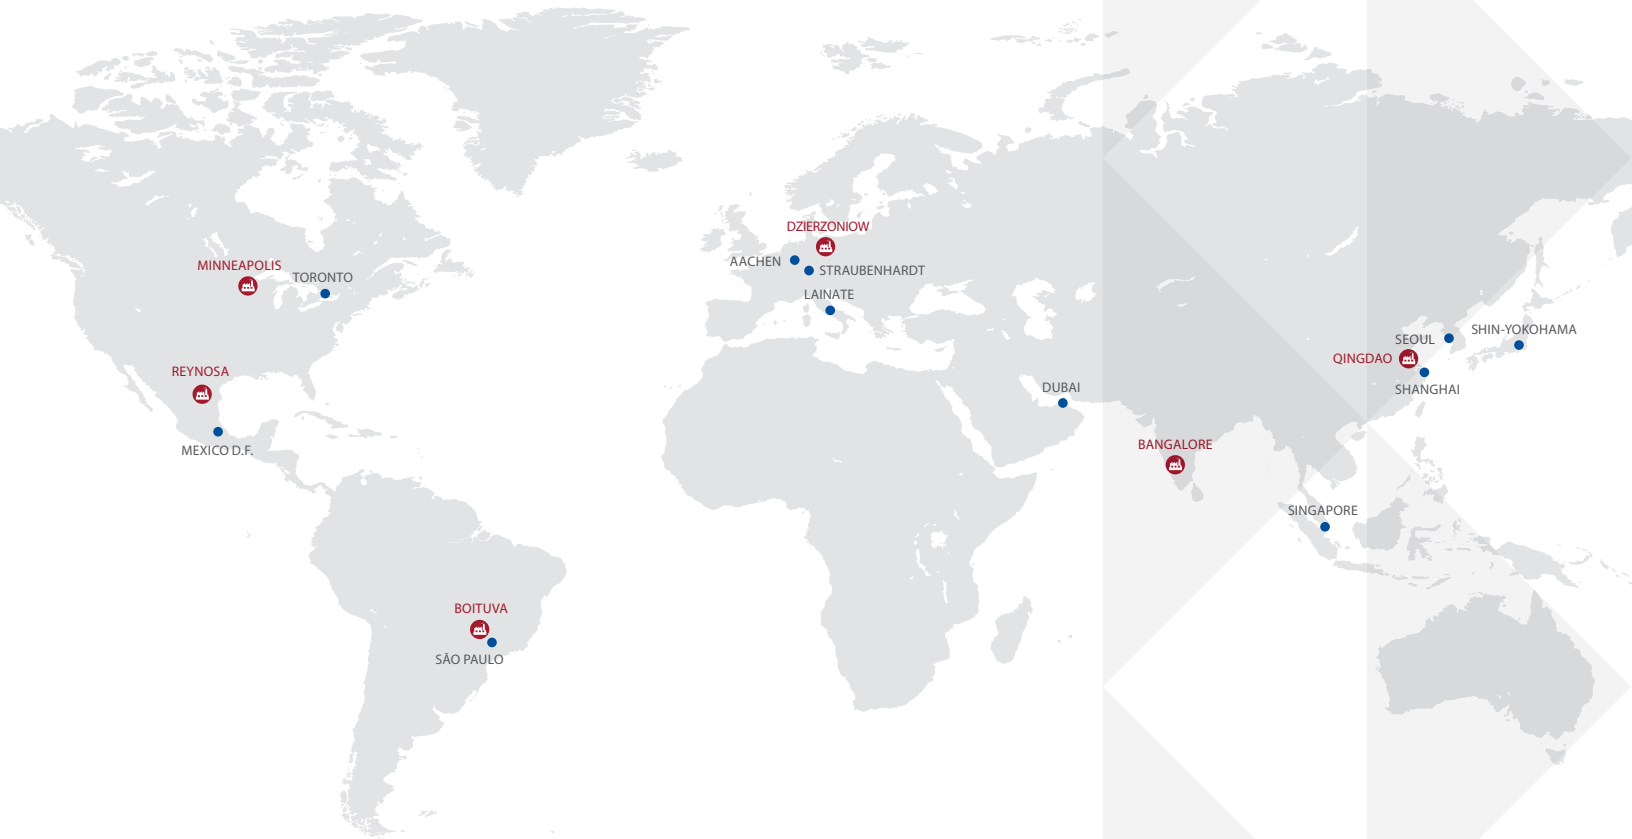 DZIERZONIOW
AACHEN
STRAUBENHARDT
LAINATE
MINNEAPOLIS
TORONTO
REYNOSA
MEXICO D.F.
SHIN-YOKOHAMA
SEOUL
QINGDAO
SHANGHAI
DUBAI
BANGALORE
SINGAPORE
BOITUVA
SÃO PAULO